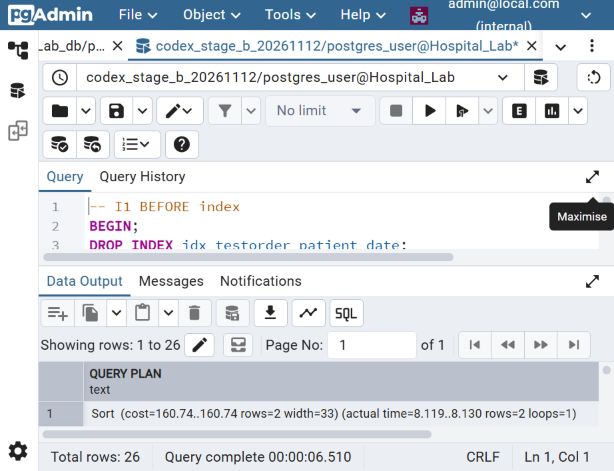 pgAdmin File Object Tools Help admin@local.com (internal)
_ab_db/p... codex_stage_b_20261112/postgres_user@Hospital_Lab*
codex_stage_b_20261112/postgres_user@Hospital_Lab
No limit
E
Query Query History
Maximise
1 -- I1 BEFORE index
2 BEGIN;
3 DROP INDEX idx_testorder_patient_date;
Data Output Messages Notifications
SQL
Showing rows: 1 to 26 Page No: 1 of 1
QUERY PLAN
text
1 Sort (cost=160.74..160.74 rows=2 width=33) (actual time=8.119..8.130 rows=2 loops=1)
Total rows: 26 Query complete 00:00:06.510 CRLF Ln 1, Col 1